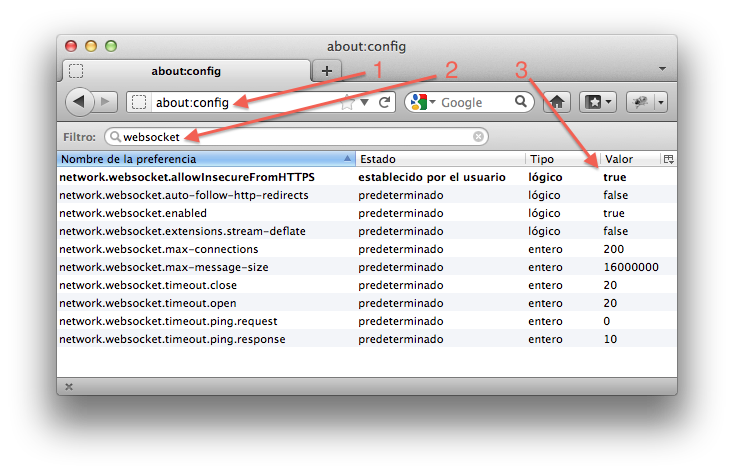 about:config
about:config
1
2
3
about:config
Google
Filtro: websocket
Nombre de la preferencia Estado Tipo Valor
network.websocket.allowInsecureFromHTTPS establecido por el usuario lógico true
network.websocket.auto-follow-http-redirects predeterminado lógico false
network.websocket.enabled predeterminado lógico true
network.websocket.extensions.stream-deflate predeterminado lógico false
network.websocket.max-connections predeterminado entero 200
network.websocket.max-message-size predeterminado entero 16000000
network.websocket.timeout.close predeterminado entero 20
network.websocket.timeout.open predeterminado entero 20
network.websocket.timeout.ping.request predeterminado entero 0
network.websocket.timeout.ping.response predeterminado entero 10